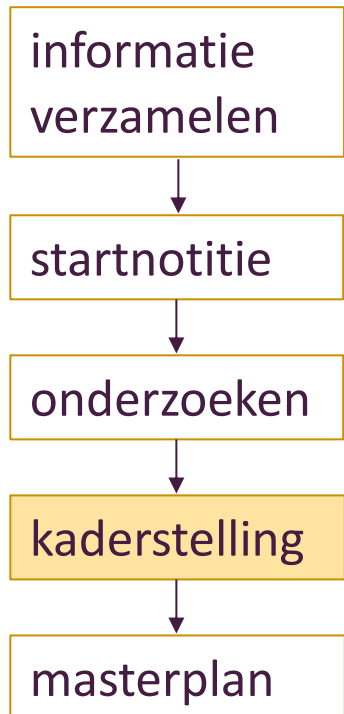 informatie
verzamelen
startnotitie
onderzoeken
kaderstelling
masterplan